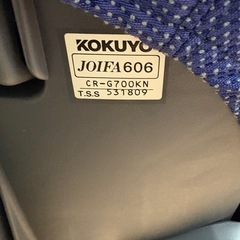 KOKUYO
JOIFA606
CR-G700KN
T.S.S 531809